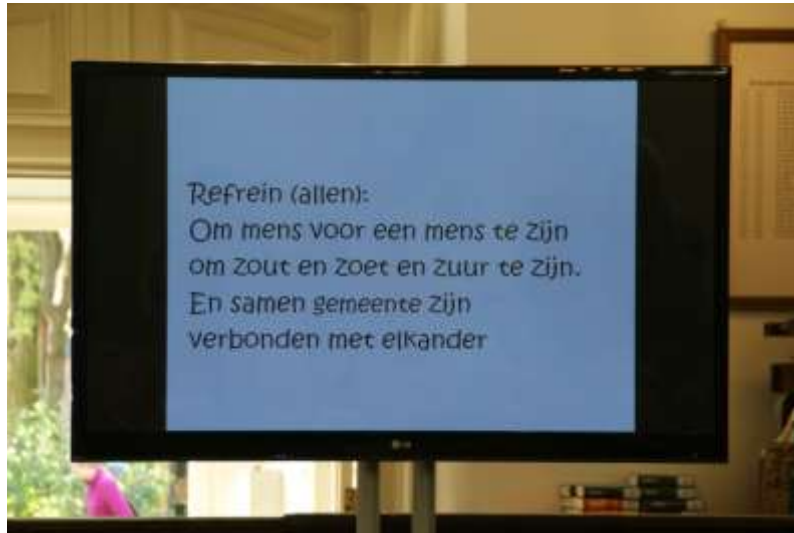 Refrein (allen):
Om mens voor een mens te zijn
om zout en zoet en zuur te zijn.
En samen gemeente zijn
verbonden met elkander